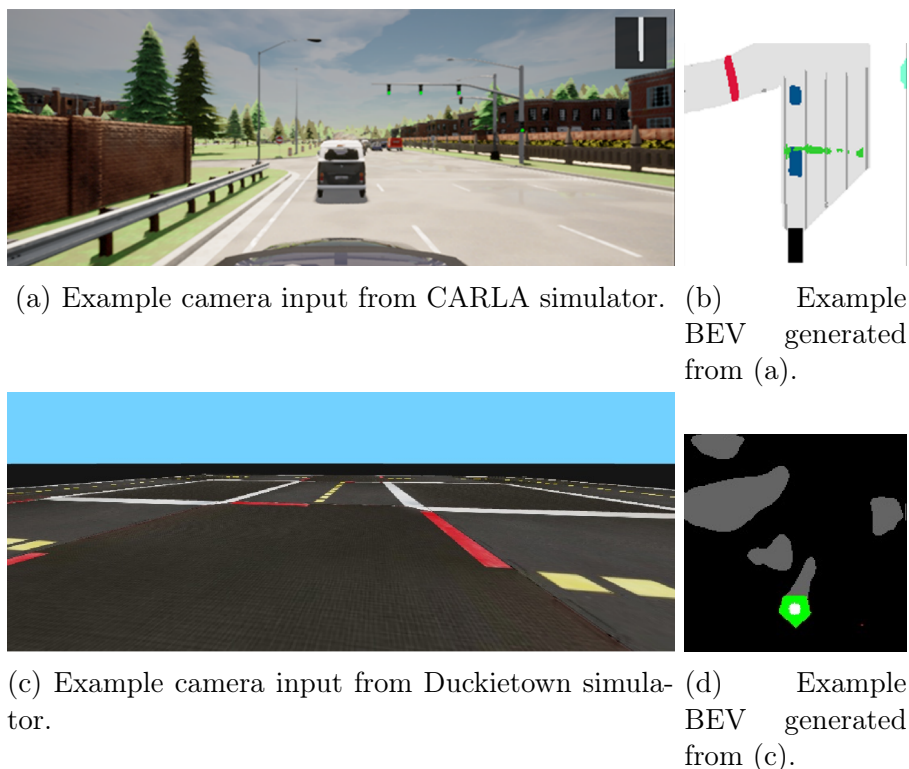 (a) Example camera input from CARLA simulator.
(b) Example
BEV generated
from (a).
(c) Example camera input from Duckietown simula-
tor.
(d) Example
BEV generated
from (c).